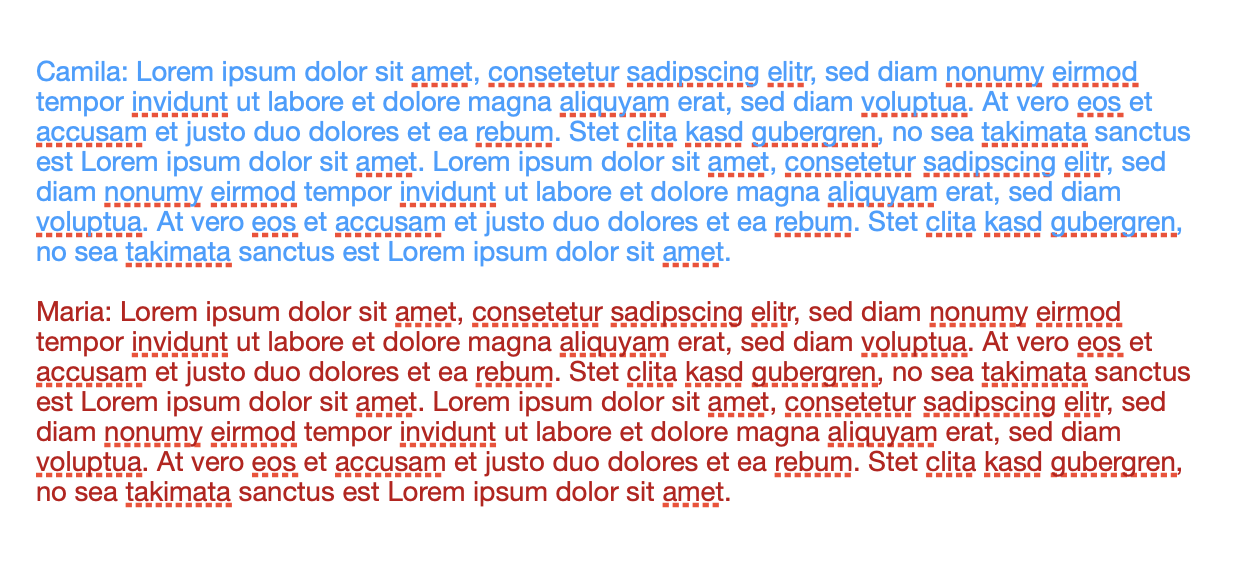 Camila: Lorem ipsum dolor sit amet, consetetur sadipscing elitr, sed diam nonumy eirmod
tempor invidunt ut labore et dolore magna aliquyam erat, sed diam voluptua. At vero eos et
accusam et justo duo dolores et ea rebum. Stet clita kasd gubergren, no sea takimata sanctus
est Lorem ipsum dolor sit amet. Lorem ipsum dolor sit amet, consetetur sadipscing elitr, sed
diam nonumy eirmod tempor invidunt ut labore et dolore magna aliquyam erat, sed diam
voluptua. At vero eos et accusam et justo duo dolores et ea rebum. Stet clita kasd gubergren,
no sea takimata sanctus est Lorem ipsum dolor sit amet.
Maria: Lorem ipsum dolor sit amet, consetetur sadipscing elitr, sed diam nonumy eirmod
tempor invidunt ut labore et dolore magna aliquyam erat, sed diam voluptua. At vero eos et
accusam et justo duo dolores et ea rebum. Stet clita kasd gubergren, no sea takimata sanctus
est Lorem ipsum dolor sit amet. Lorem ipsum dolor sit amet, consetetur sadipscing elitr, sed
diam nonumy eirmod tempor invidunt ut labore et dolore magna aliquyam erat, sed diam
voluptua. At vero eos et accusam et justo duo dolores et ea rebum. Stet clita kasd gubergren,
no sea takimata sanctus est Lorem ipsum dolor sit amet.